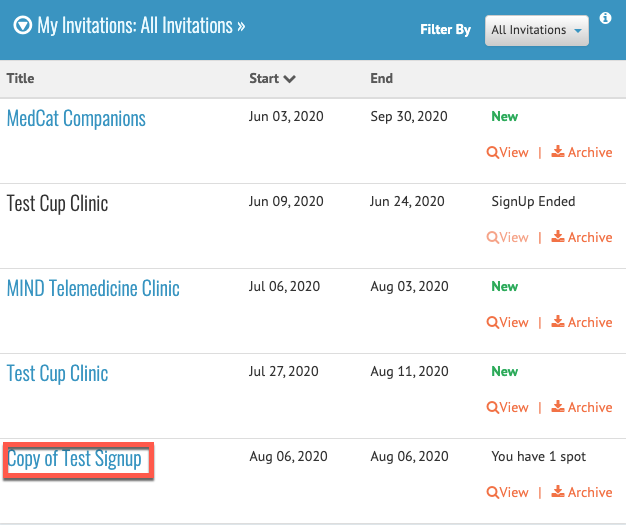 My Invitations: All Invitations »
Filter By All Invitations
Title Start End
MedCat Companions Jun 03, 2020 Sep 30, 2020 New
View | Archive
Test Cup Clinic Jun 09, 2020 Jun 24, 2020 SignUp Ended
View | Archive
MIND Telemedicine Clinic Jul 06, 2020 Aug 03, 2020 New
View | Archive
Test Cup Clinic Jul 27, 2020 Aug 11, 2020 New
View | Archive
Copy of Test Signup Aug 06, 2020 Aug 06, 2020 You have 1 spot
View | Archive